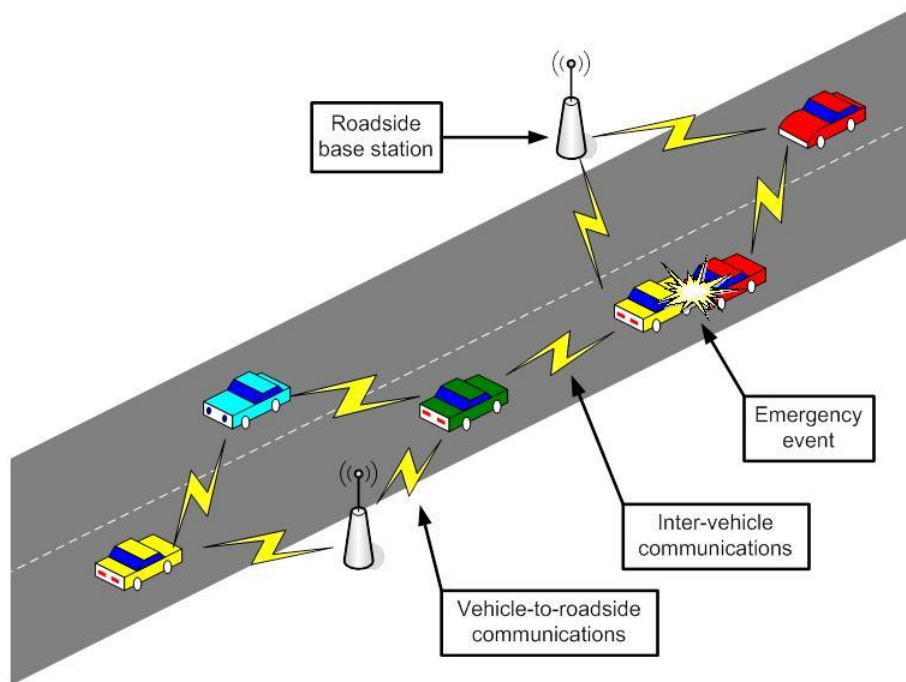 Roadside
base station
Emergency
event
Inter-vehicle
communications
Vehicle-to-roadside
communications